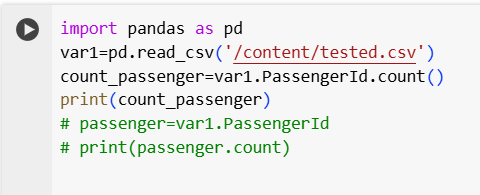 import pandas as pd
var1=pd.read_csv('/content/tested.csv')
count_passenger=var1.PassengerId.count()
print(count_passenger)
# passenger=var1.PassengerId
# print(passenger.count)